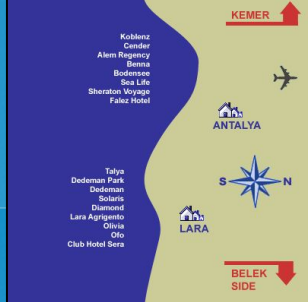 KEMER
Koblenz
Cender
Alem Regency
Benna
Bodensee
Sea Life
Sheraton Voyage
Falez Hotel
ANTALYA
Talya
Dedeman Park
Dedeman
Solaris
Diamond
Lara Agrigento
Olivia
Ofo
Club Hotel Sera
S
N
LARA
BELEK
SIDE